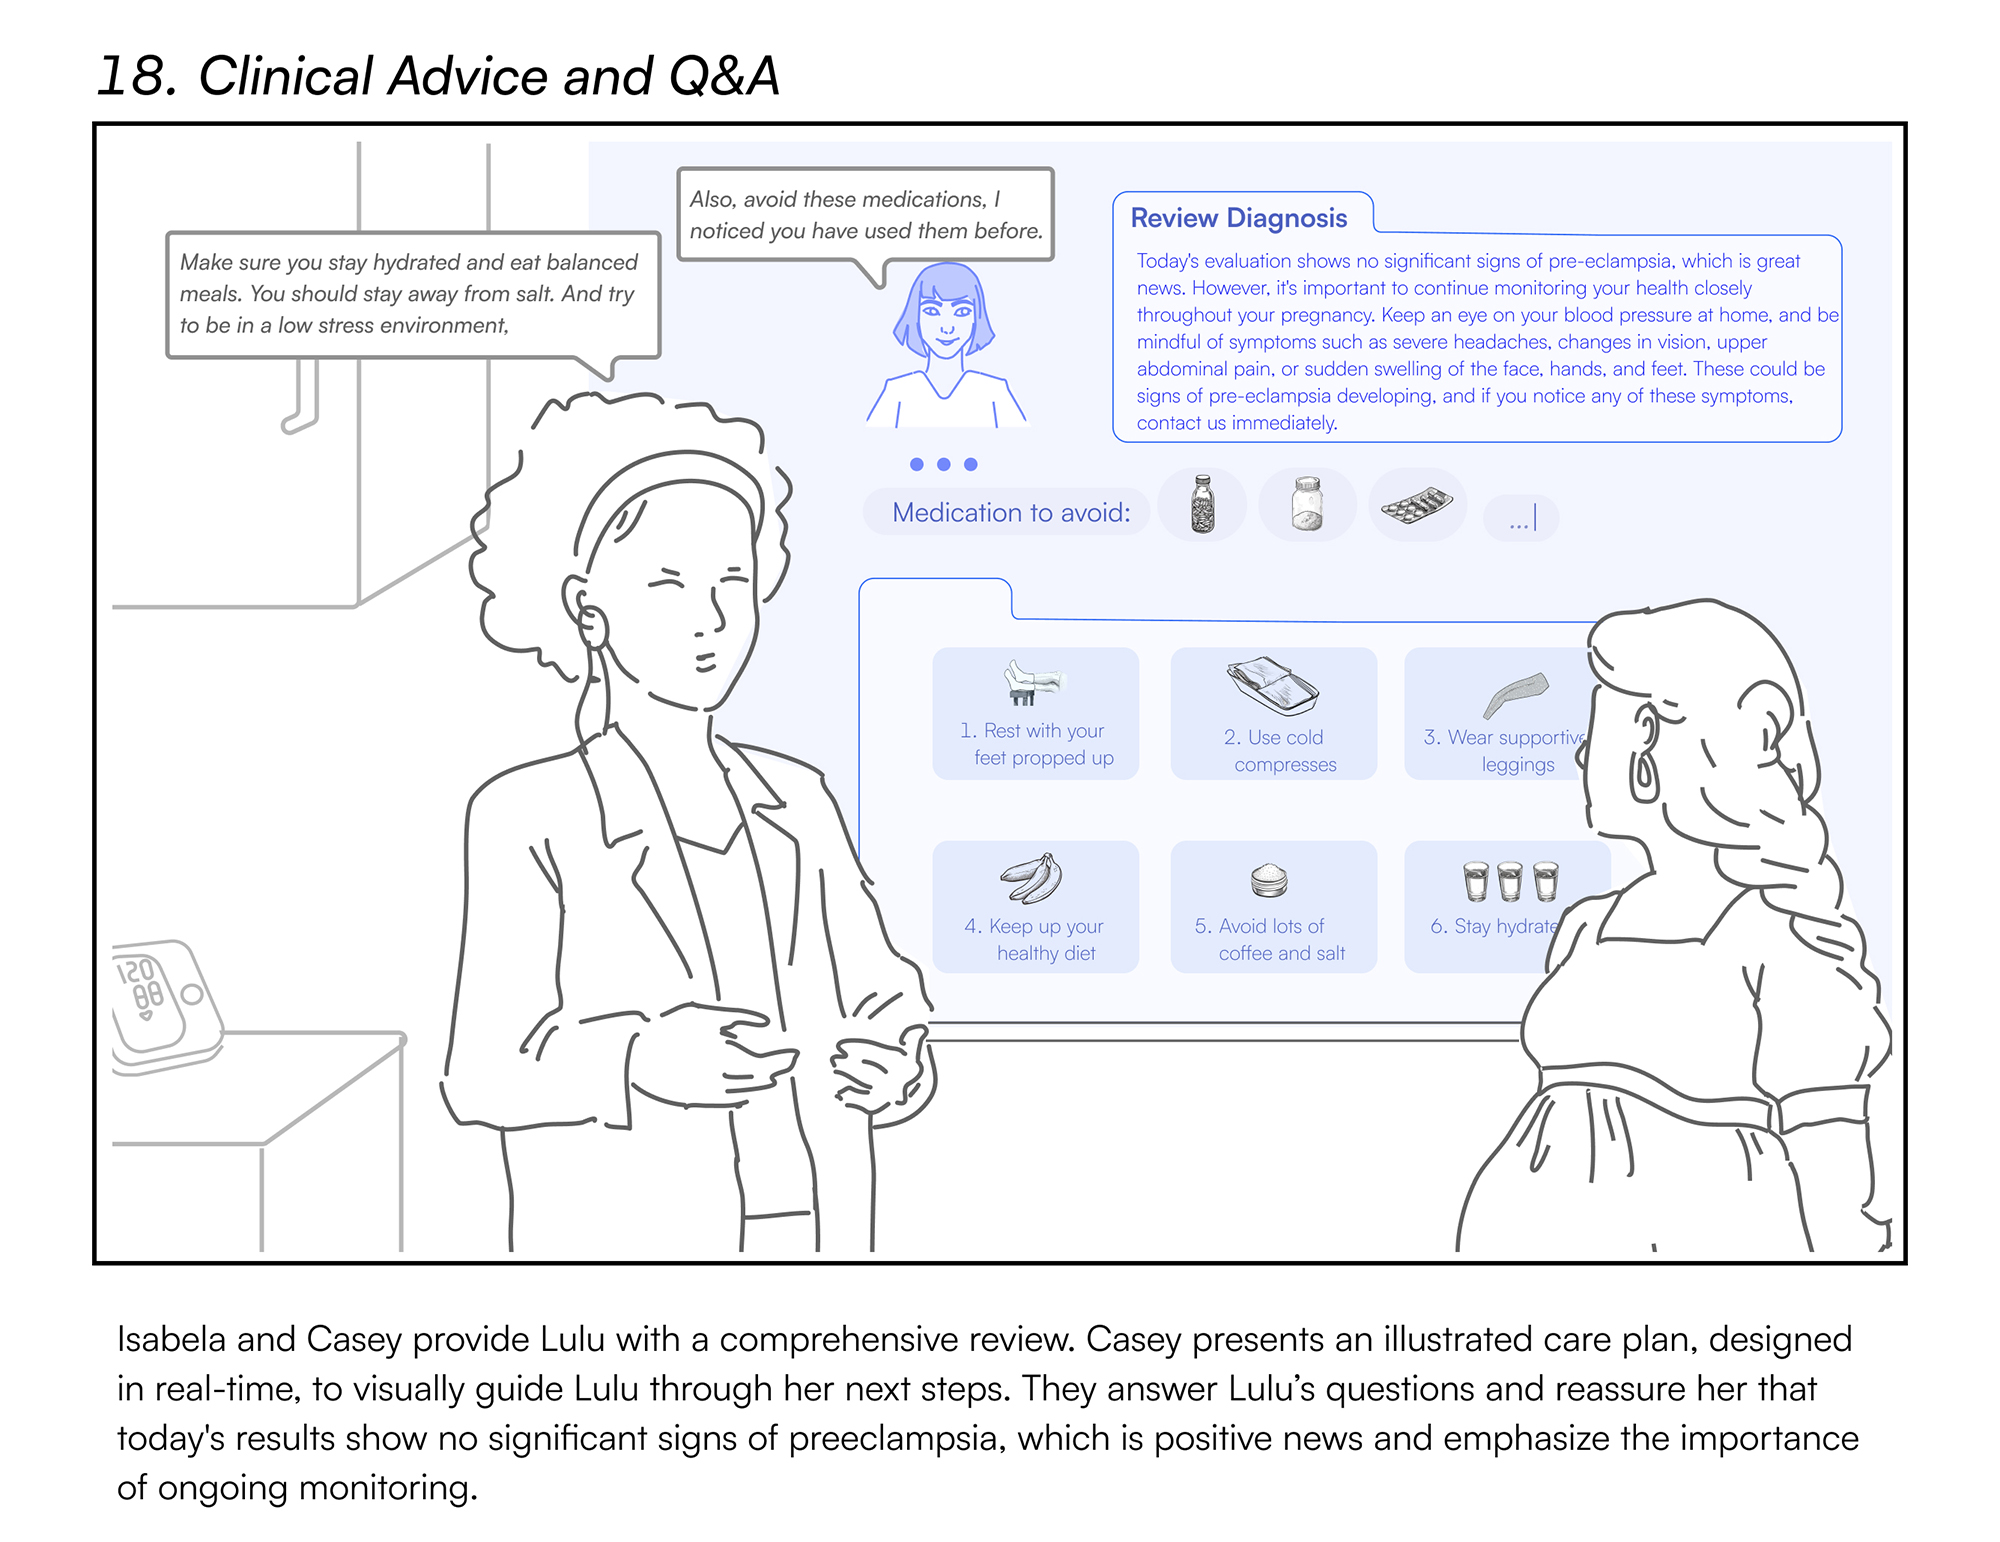 18. Clinical Advice and Q&A
Also, avoid these medications, I
noticed you have used them before.
Make sure you stay hydrated and eat balanced
meals. You should stay away from salt. And try
to be in a low stress environment,
Review Diagnosis
Today's evaluation shows no significant signs of pre-eclampsia, which is great
news. However, it's important to continue monitoring your health closely
throughout your pregnancy. Keep an eye on your blood pressure at home, and be
mindful of symptoms such as severe headaches, changes in vision, upper
abdominal pain, or sudden swelling of the face, hands, and feet. These could be
signs of pre-eclampsia developing, and if you notice any of these symptoms,
contact us immediately.
Medication to avoid:
...|
1. Rest with your
feet propped up
2. Use cold
compresses
3. Wear supportive
leggings
4. Keep up your
healthy diet
5. Avoid lots of
coffee and salt
6. Stay hydrate
120
88
Isabela and Casey provide Lulu with a comprehensive review. Casey presents an illustrated care plan, designed
in real-time, to visually guide Lulu through her next steps. They answer Lulu’s questions and reassure her that
today's results show no significant signs of preeclampsia, which is positive news and emphasize the importance
of ongoing monitoring.